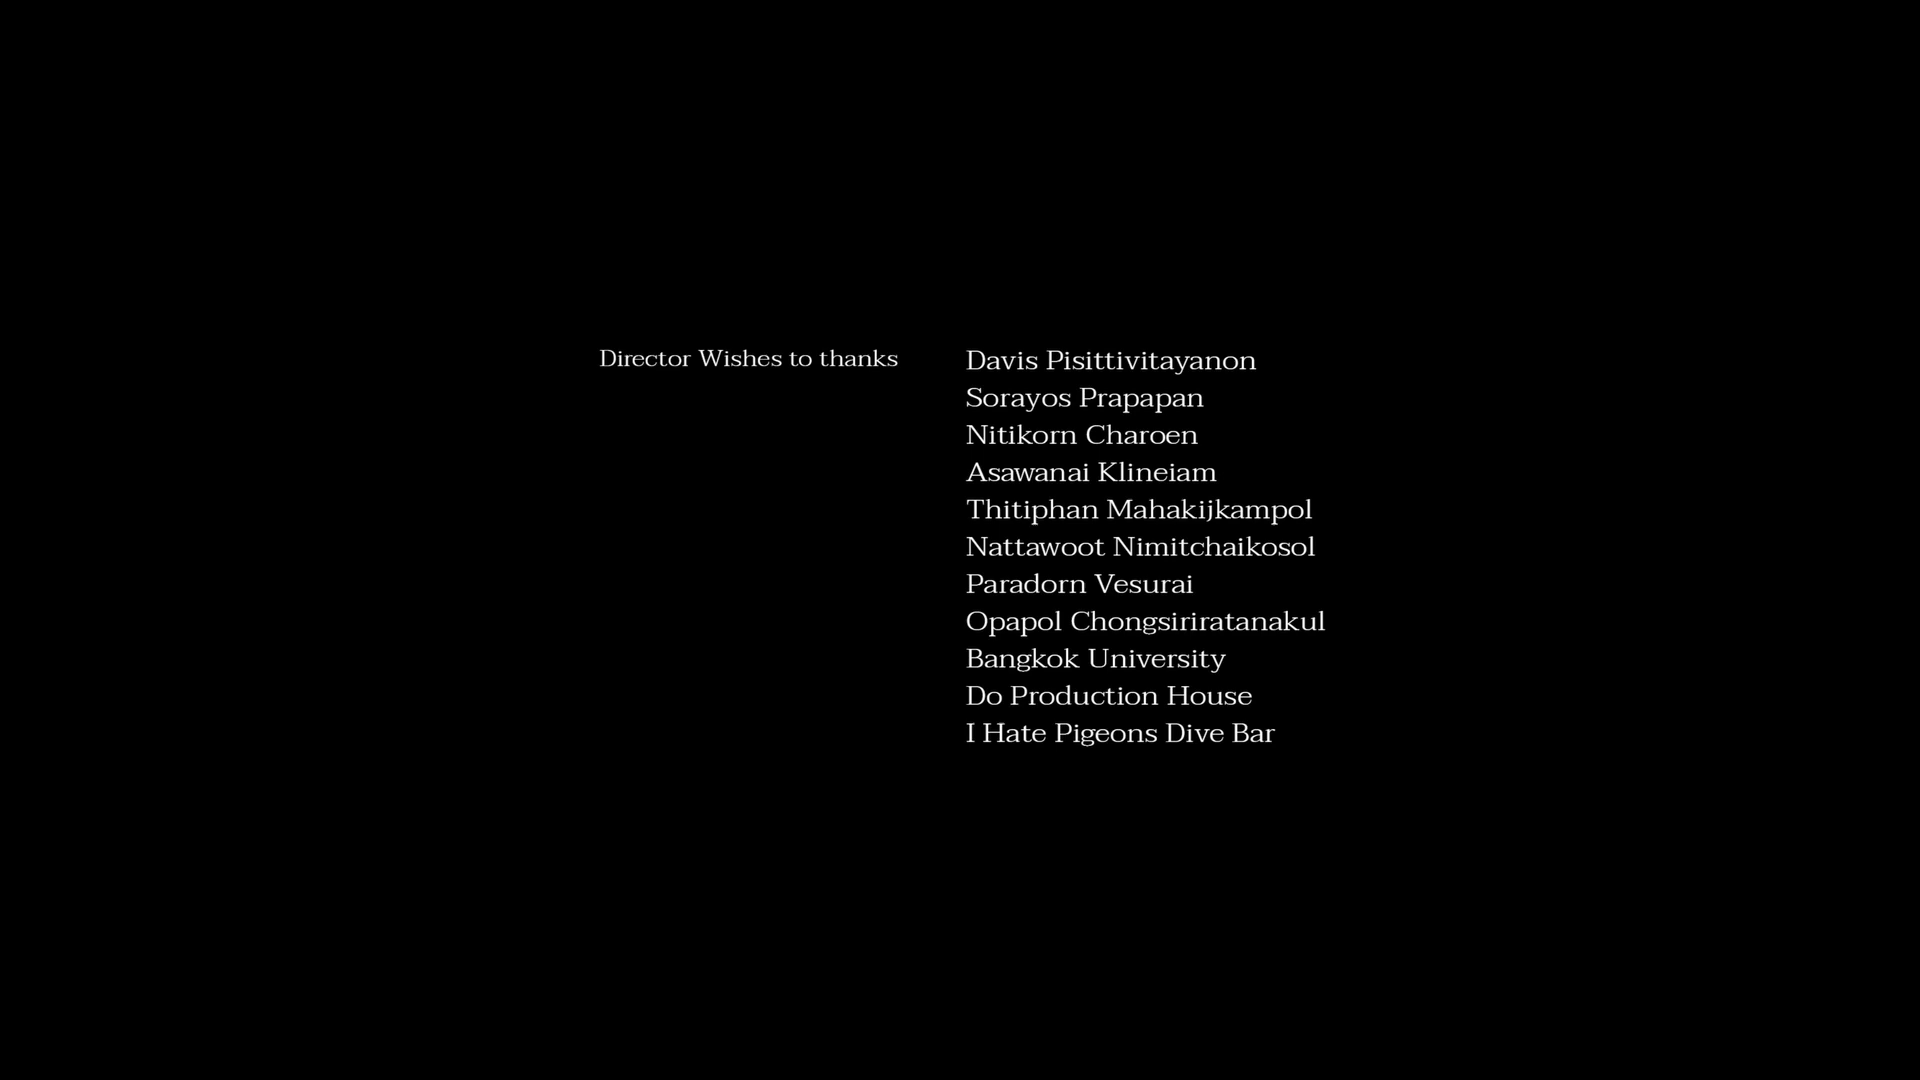 Director Wishes to thanks
Davis Pisittivitayanon
Sorayos Prapapan
Nitikorn Charoen
Asawanai Klineiam
Thitiphan Mahakijkampol
Nattawoot Nimitchaikosol
Paradorn Vesurai
Opapol Chongsiriratanakul
Bangkok University
Do Production House
I Hate Pigeons Dive Bar